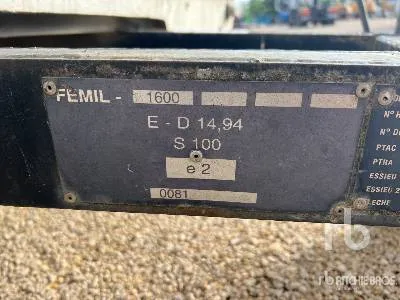 FEMIL - 1600
E - D 14,94
S 100
e 2
0081
PTAC
PTRA
ESSIEU
ESSIEU 2
rb
RITCHIE BROS.